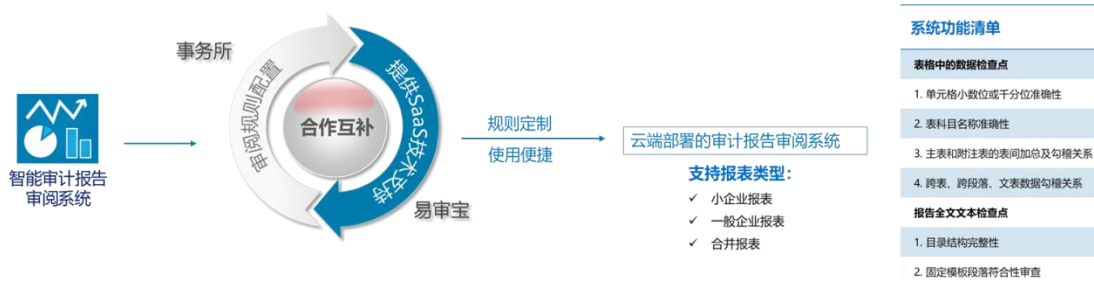 智能审计报告
审阅系统
事务所
审阅规则配置
合作互补
提供SaaS技术支持
易审宝
规则定制
使用便捷
云端部署的审计报告审阅系统
支持报表类型：
✓ 小企业报表
✓ 一般企业报表
✓ 合并报表
系统功能清单
表格中的数据检查点
1. 单元格小数位或千分位准确性
2. 表科目名称准确性
3. 主表和附注表的表间加总及勾稽关系
4. 跨表、跨段落、文表数据勾稽关系
报告全文文本检查点
1. 目录结构完整性
2. 固定模板段落符合性审查